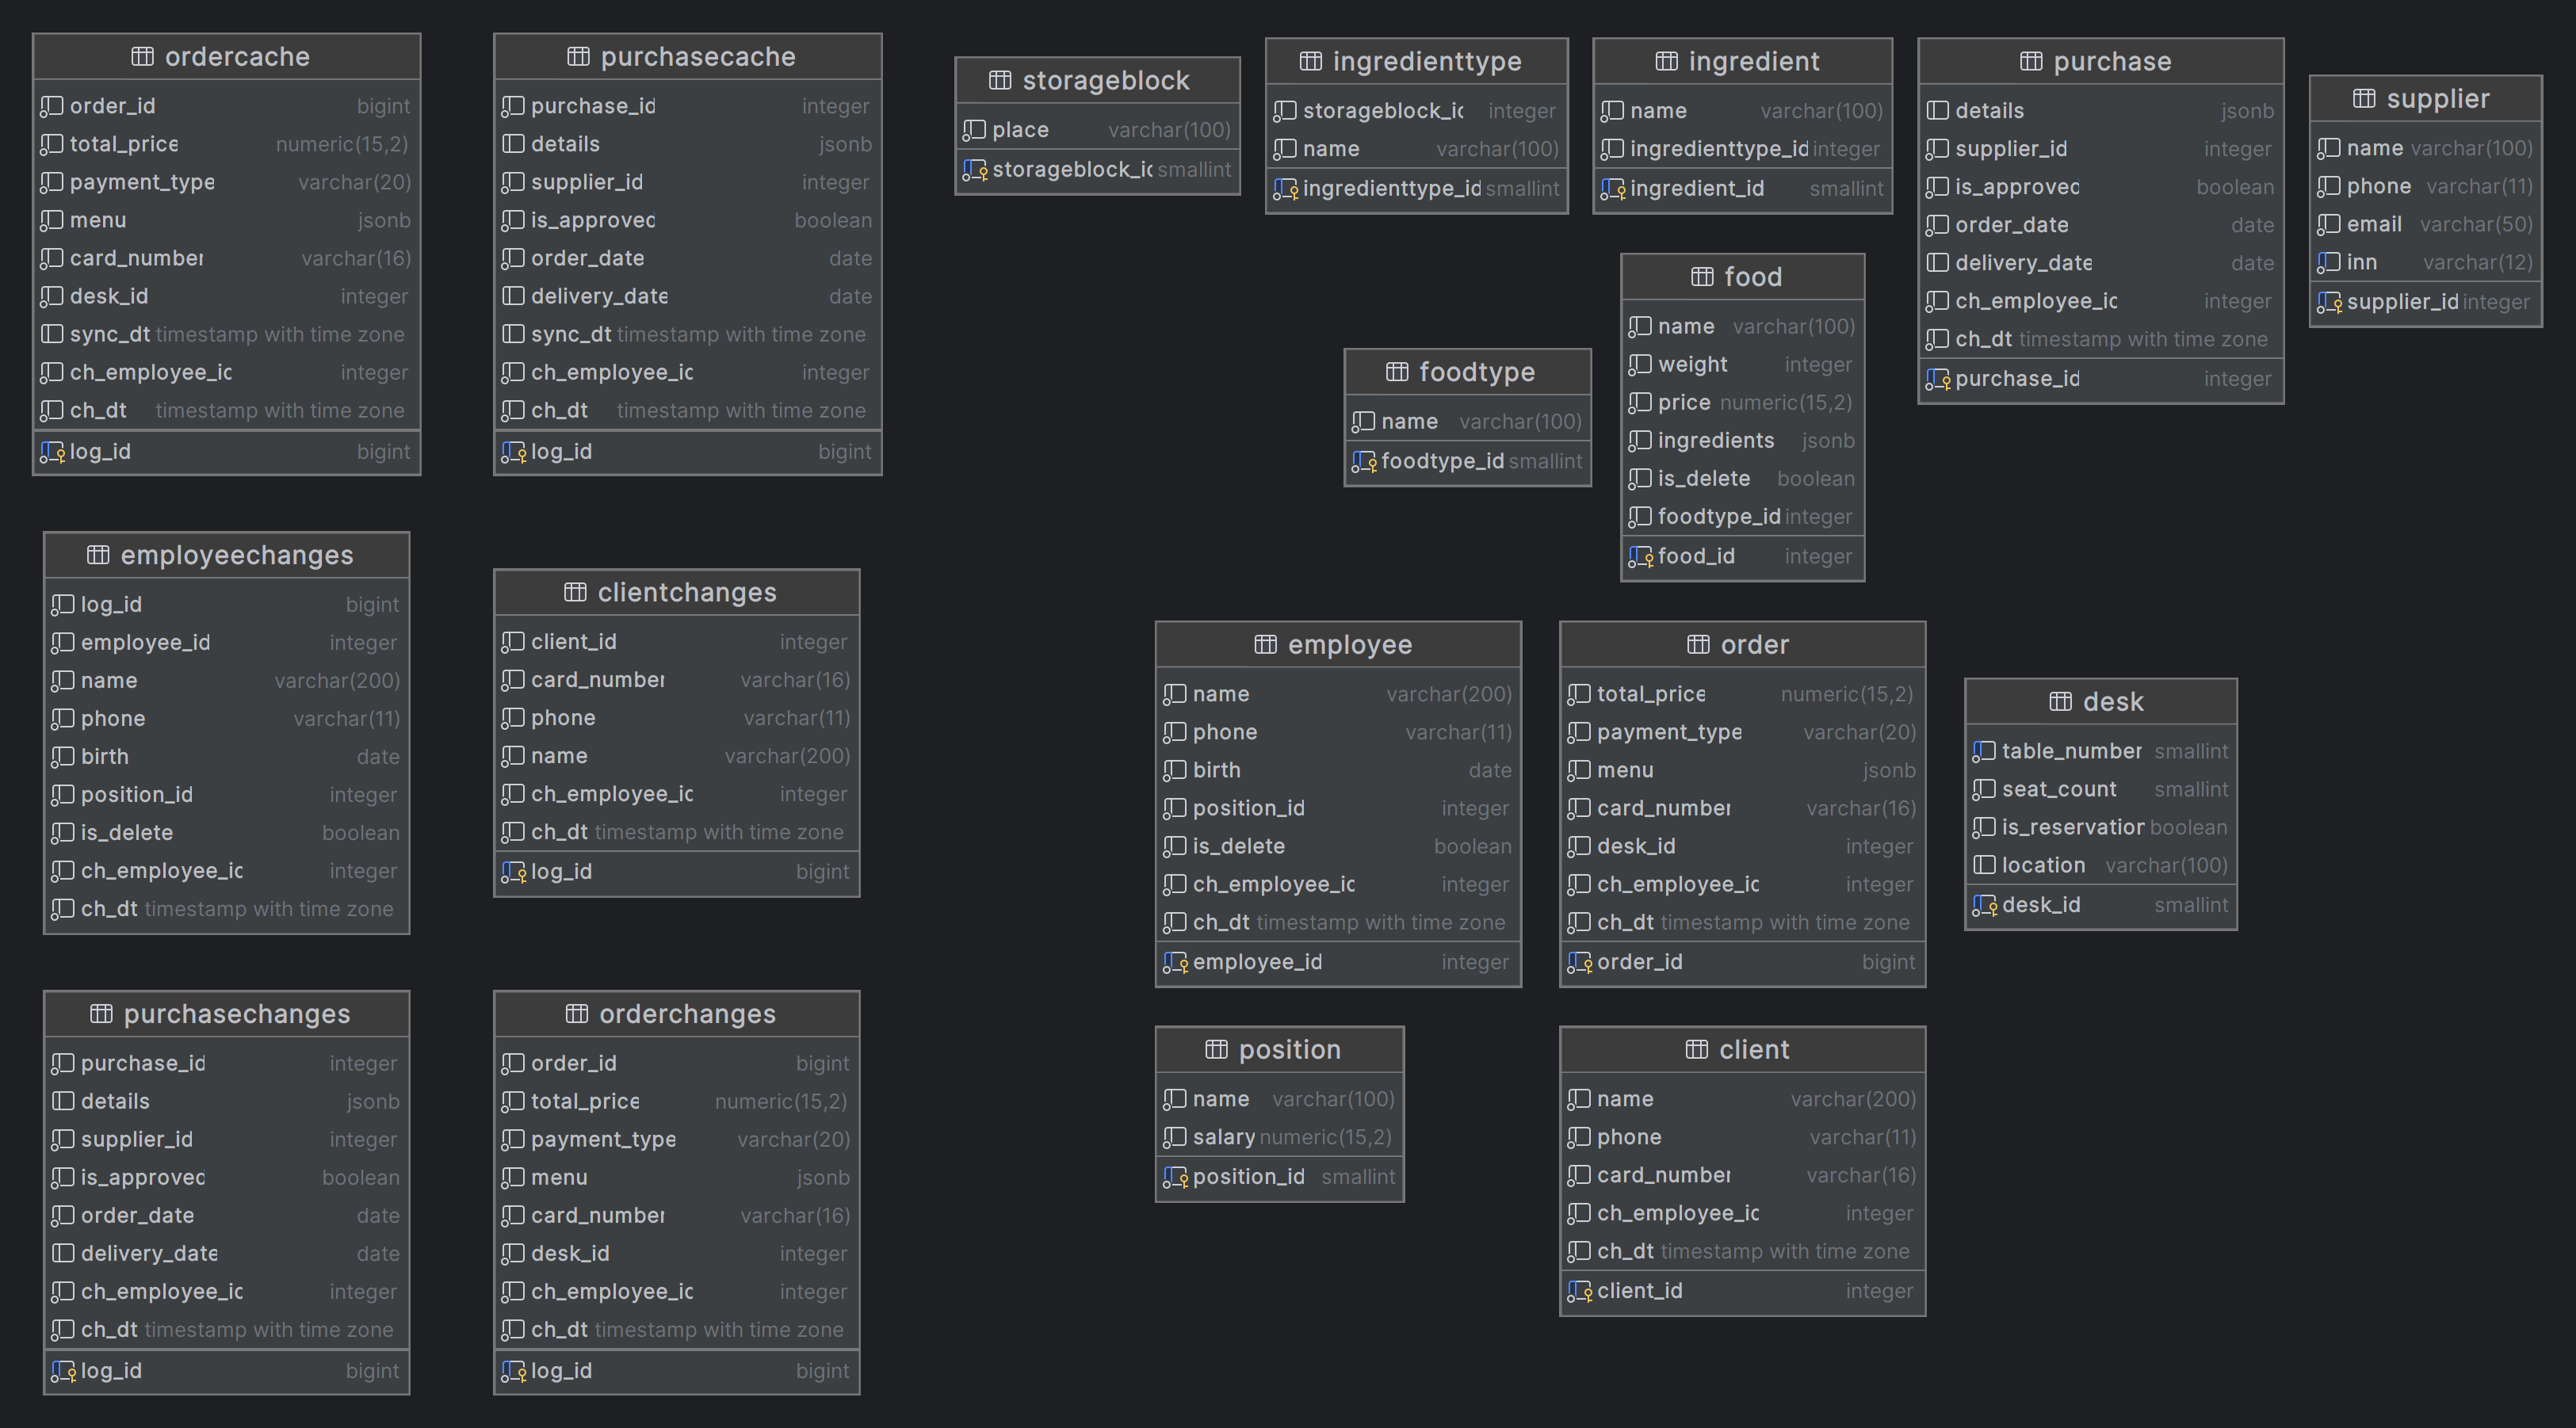 ordercache
order_id bigint
total_price numeric(15,2)
payment_type varchar(20)
menu jsonb
card_number varchar(16)
desk_id integer
sync_dt timestamp with time zone
ch_employee_ic integer
ch_dt timestamp with time zone
log_id bigint
purchasecache
purchase_id integer
details jsonb
supplier_id integer
is_approved boolean
order_date date
delivery_date date
sync_dt timestamp with time zone
ch_employee_ic integer
ch_dt timestamp with time zone
log_id bigint
storageblock
place varchar(100)
storageblock_ic smallint
ingredienttype
storageblock_ic integer
name varchar(100)
ingredienttype_id smallint
ingredient
name varchar(100)
ingredienttype_id integer
ingredient_id smallint
purchase
details jsonb
supplier_id integer
is_approved boolean
order_date date
delivery_date date
ch_employee_ic integer
ch_dt timestamp with time zone
purchase_id integer
supplier
name varchar(100)
phone varchar(11)
email varchar(50)
inn varchar(12)
supplier_id integer
foodtype
name varchar(100)
foodtype_id smallint
food
name varchar(100)
weight integer
price numeric(15,2)
ingredients jsonb
is_delete boolean
foodtype_id integer
food_id integer
employeechanges
log_id bigint
employee_id integer
name varchar(200)
phone varchar(11)
birth date
position_id integer
is_delete boolean
ch_employee_ic integer
ch_dt timestamp with time zone
clientchanges
client_id integer
card_number varchar(16)
phone varchar(11)
name varchar(200)
ch_employee_ic integer
ch_dt timestamp with time zone
log_id bigint
employee
name varchar(200)
phone varchar(11)
birth date
position_id integer
is_delete boolean
ch_employee_ic integer
ch_dt timestamp with time zone
employee_id integer
order
total_price numeric(15,2)
payment_type varchar(20)
menu jsonb
card_number varchar(16)
desk_id integer
ch_employee_ic integer
ch_dt timestamp with time zone
order_id bigint
desk
table_number smallint
seat_count smallint
is_reservation boolean
location varchar(100)
desk_id smallint
purchasechanges
purchase_id integer
details jsonb
supplier_id integer
is_approved boolean
order_date date
delivery_date date
ch_employee_ic integer
ch_dt timestamp with time zone
log_id bigint
orderchanges
order_id bigint
total_price numeric(15,2)
payment_type varchar(20)
menu jsonb
card_number varchar(16)
desk_id integer
ch_employee_ic integer
ch_dt timestamp with time zone
log_id bigint
position
name varchar(100)
salary numeric(15,2)
position_id smallint
client
name varchar(200)
phone varchar(11)
card_number varchar(16)
ch_employee_ic integer
ch_dt timestamp with time zone
client_id integer